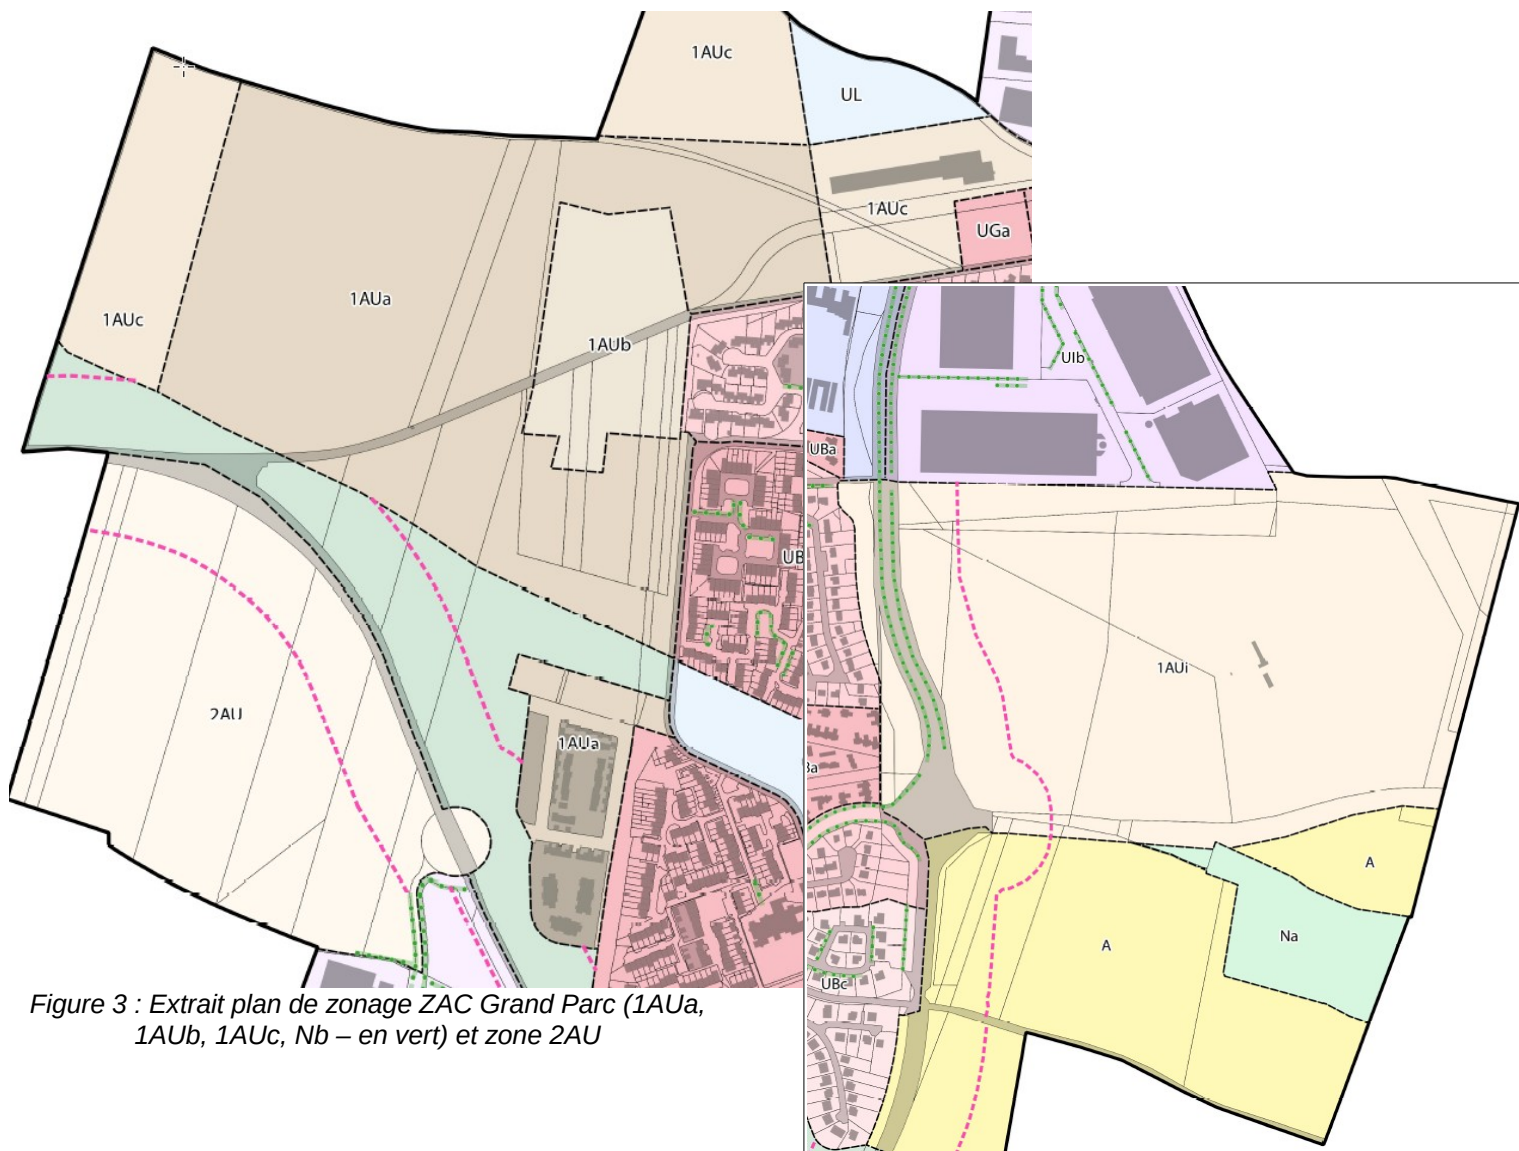 1AUc
UL
1AUc
UGa
1AUa
1AUc
1AUb
UIb
UBa
UB
1AUi
2AU
1AUa
Ba
A
A
Na
UBc
Figure 3 : Extrait plan de zonage ZAC Grand Parc (1AUa,
1AUb, 1AUc, Nb – en vert) et zone 2AU